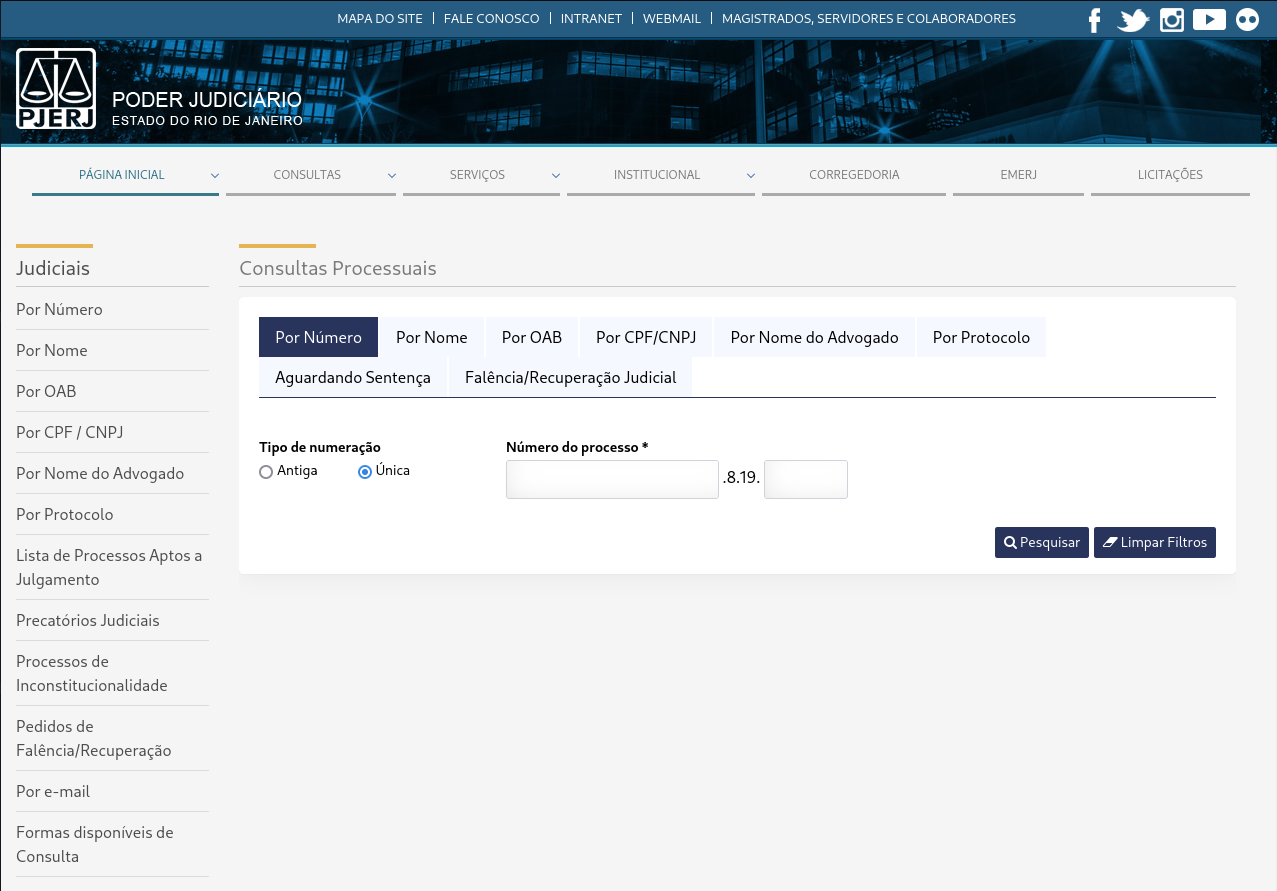 MAPA DO SITE | FALE CONOSCO | INTRANET | WEBMAIL | MAGISTRADOS, SERVIDORES E COLABORADORES
PJERJ
PODER JUDICIÁRIO
ESTADO DO RIO DE JANEIRO
PÁGINA INICIAL CONSULTAS SERVIÇOS INSTITUCIONAL CORREGEDORIA EMERJ LICITAÇÕES
Judiciais
Por Número
Por Nome
Por OAB
Por CPF / CNPJ
Por Nome do Advogado
Por Protocolo
Lista de Processos Aptos a
Julgamento
Precatórios Judiciais
Processos de
Inconstitucionalidade
Pedidos de
Falência/Recuperação
Por e-mail
Formas disponíveis de
Consulta
Consultas Processuais
Por Número Por Nome Por OAB Por CPF/CNPJ Por Nome do Advogado Por Protocolo
Aguardando Sentença Falência/Recuperação Judicial
Tipo de numeração Número do processo *
Antiga Única .8.19.
Pesquisar Limpar Filtros